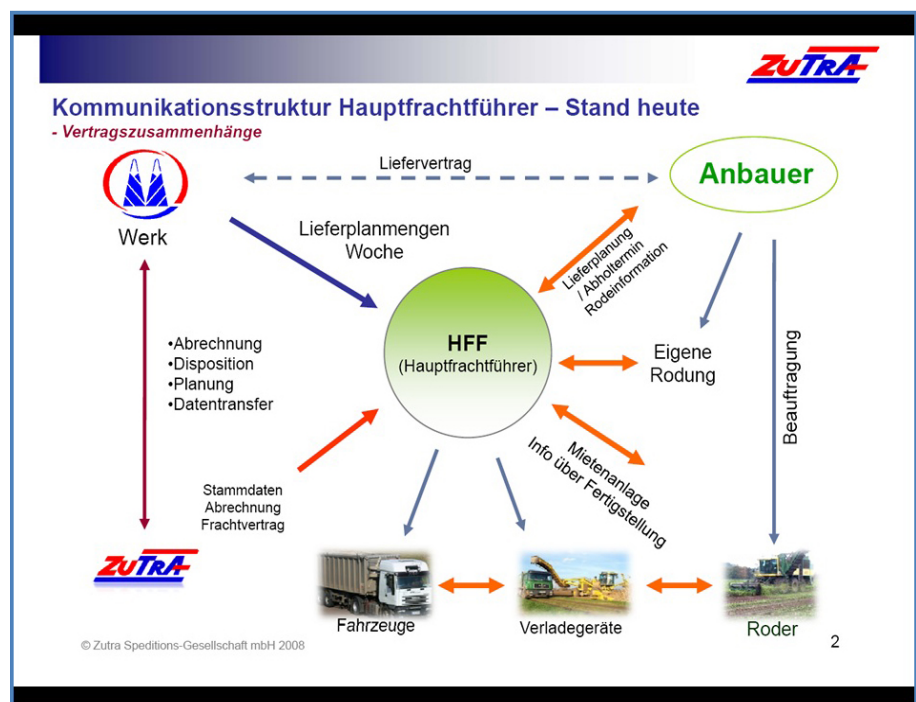 ZUTRA
Kommunikationsstruktur Hauptfrachtführer – Stand heute
- Vertragszusammenhänge
Liefervertrag
Anbauer
Werk
Lieferplanmengen
Woche
Lieferplanung
/ Abholtermin
Rodeinformation
HFF
(Hauptfrachtführer)
Eigene
Rodung
Beauftragung
•Abrechnung
•Disposition
•Planung
•Datentransfer
Mietenanlage
Info über Fertigstellung
Stammdaten
Abrechnung
Frachtvertrag
ZUTRA
Fahrzeuge
Verladegeräte
Roder
© Zutra Speditions-Gesellschaft mbH 2008
2